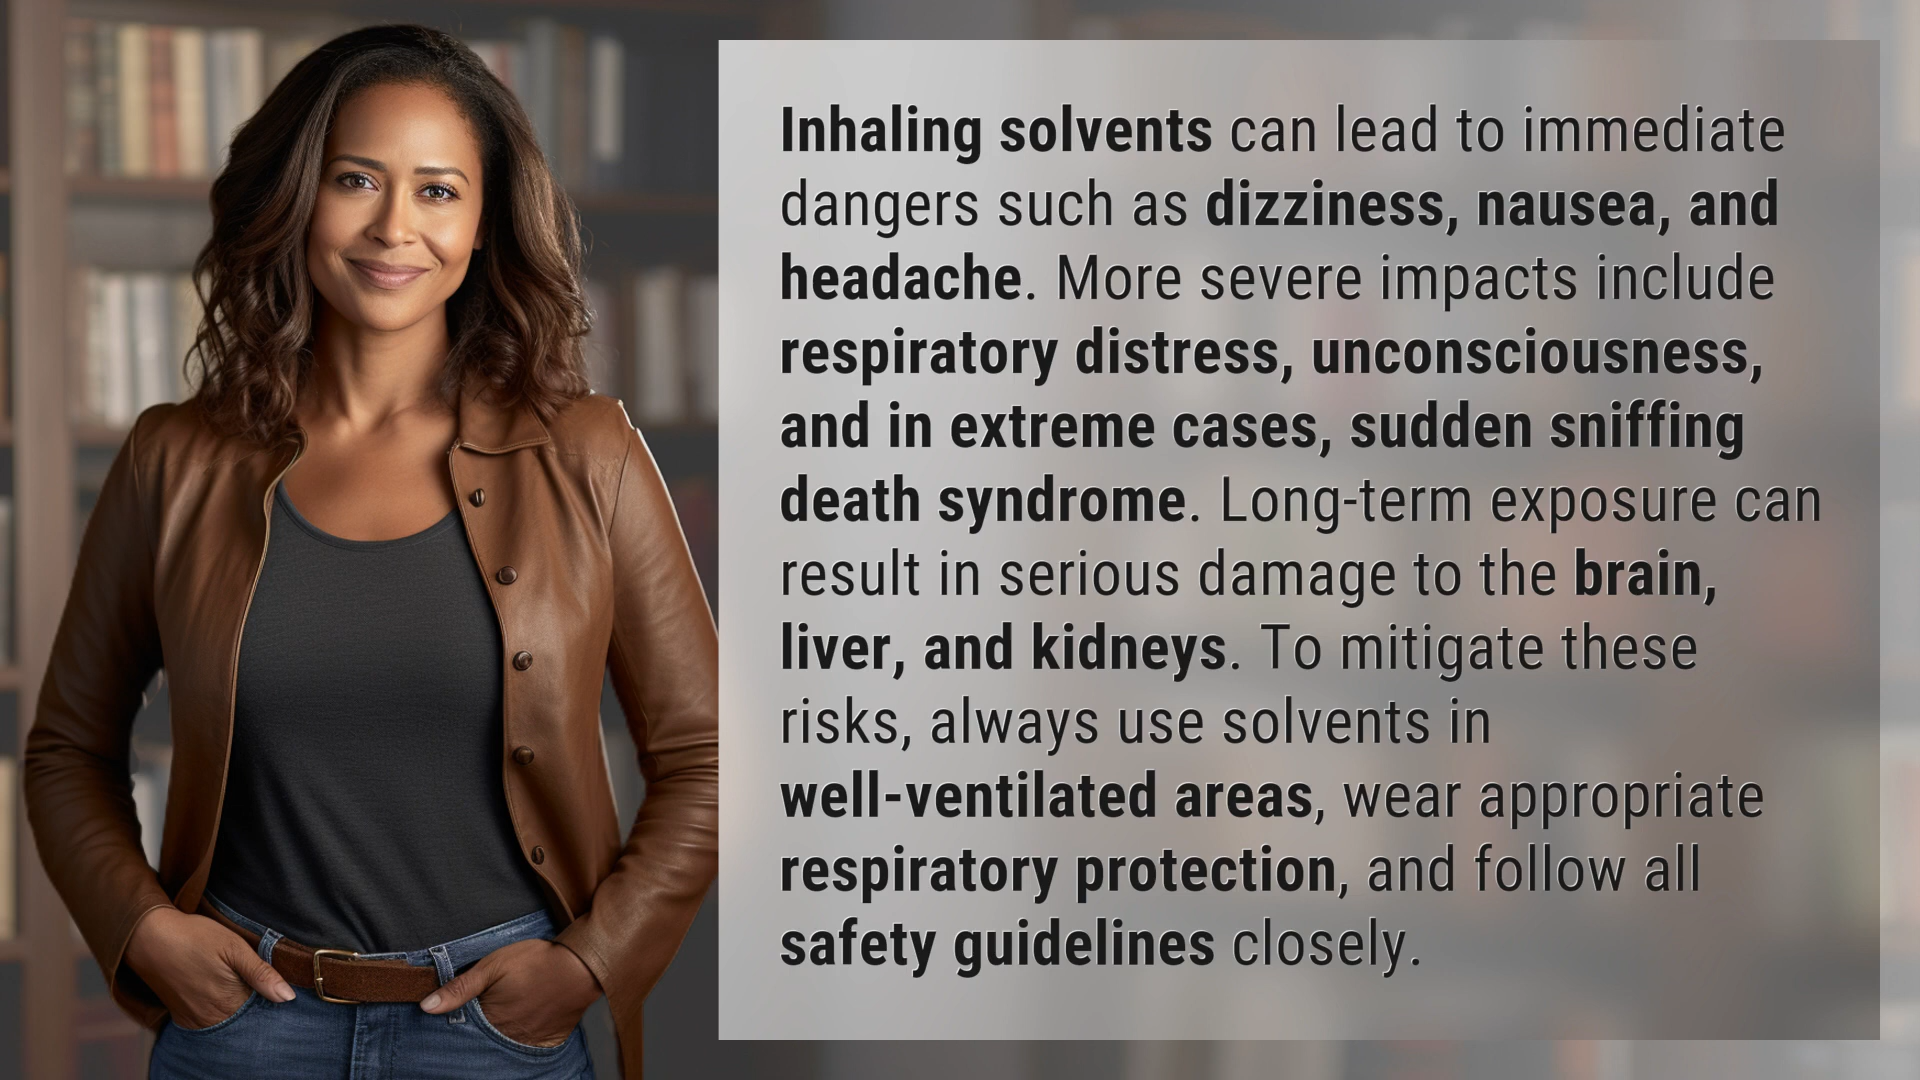 Inhaling solvents can lead to immediate
dangers such as dizziness, nausea, and
headache. More severe impacts include
respiratory distress, unconsciousness,
and in extreme cases, sudden sniffing
death syndrome. Long-term exposure can
result in serious damage to the brain,
liver, and kidneys. To mitigate these
risks, always use solvents in
well-ventilated areas, wear appropriate
respiratory protection, and follow all
safety guidelines closely.